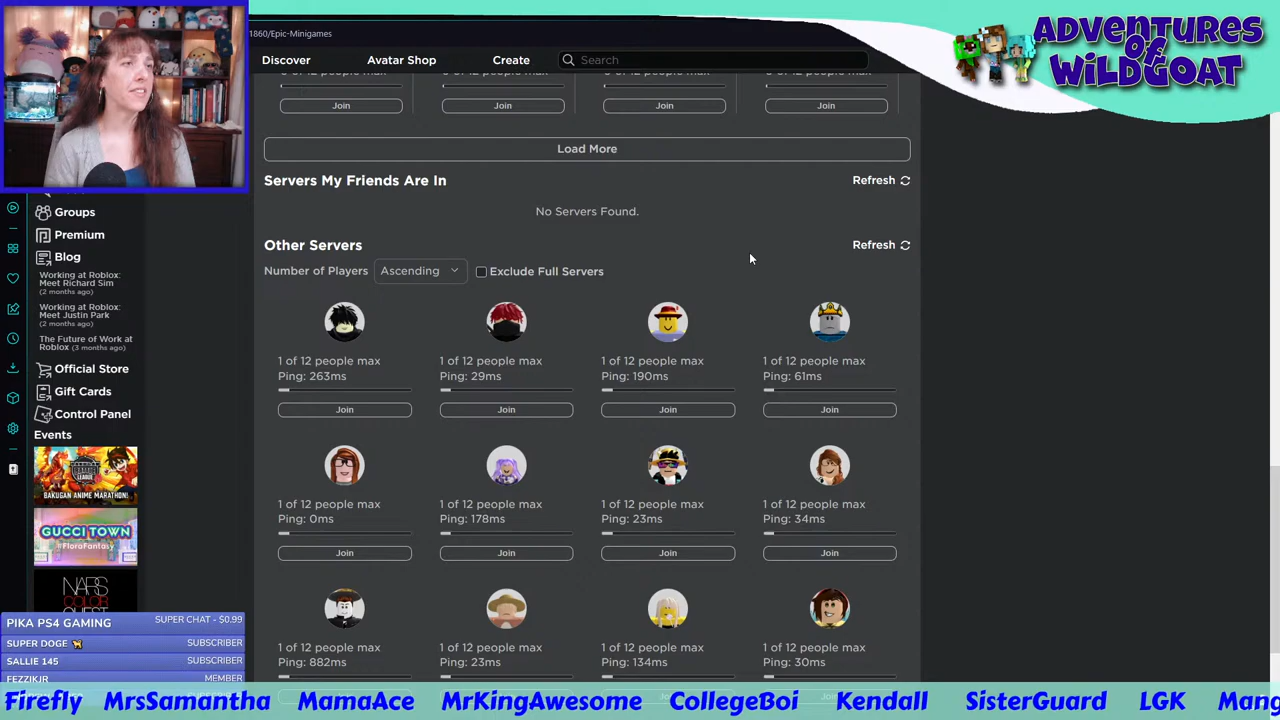 1860/Epic-Minigames
ADVENTURES
OF
WILDGOAT
Discover
Avatar Shop
Create
Search
Join
Join
Join
Join
Load More
Servers My Friends Are In
Refresh
No Servers Found.
Other Servers
Refresh
Number of Players
Ascending
Exclude Full Servers
1 of 12 people max
Ping: 263ms
Join
1 of 12 people max
Ping: 29ms
Join
1 of 12 people max
Ping: 190ms
Join
1 of 12 people max
Ping: 61ms
Join
1 of 12 people max
Ping: 0ms
Join
1 of 12 people max
Ping: 178ms
Join
1 of 12 people max
Ping: 23ms
Join
1 of 12 people max
Ping: 34ms
Join
1 of 12 people max
Ping: 882ms
1 of 12 people max
Ping: 23ms
1 of 12 people max
Ping: 134ms
1 of 12 people max
Ping: 30ms
Groups
Premium
Blog
Working at Roblox:
Meet Richard Sim
(2 months ago)
Working at Roblox:
Meet Justin Park
(2 months ago)
The Future of Work at
Roblox (3 months ago)
Official Store
Gift Cards
Control Panel
Events
BAKUGAN ANIME MARATHON!
GUCCI TOWN
#FloraFantasy
NARS
COLOR
QUEST
PIKA PS4 GAMING SUPER CHAT - $0.99
SUPER DOGE SUBSCRIBER
SALLIE 145 SUBSCRIBER
FEZZIKJR MEMBER
Firefly MrsSamantha MamaAce MrKingAwesome CollegeBoi Kendall SisterGuard LGK Mang